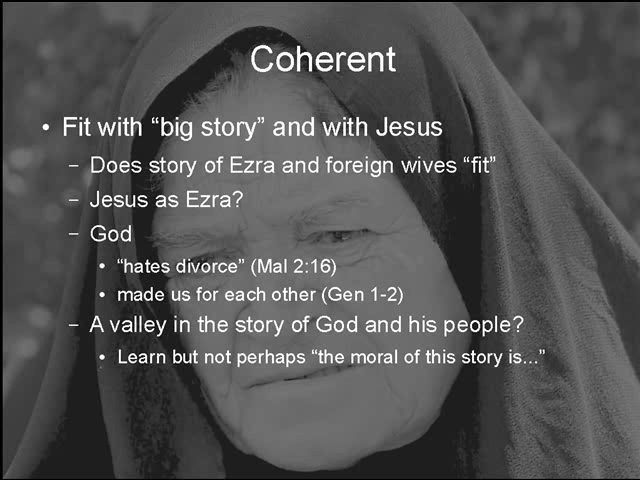 Coherent
• Fit with “big story” and with Jesus
– Does story of Ezra and foreign wives “fit”
– Jesus as Ezra?
– God
• “hates divorce” (Mal 2:16)
• made us for each other (Gen 1-2)
– A valley in the story of God and his people?
• Learn but not perhaps “the moral of this story is...”